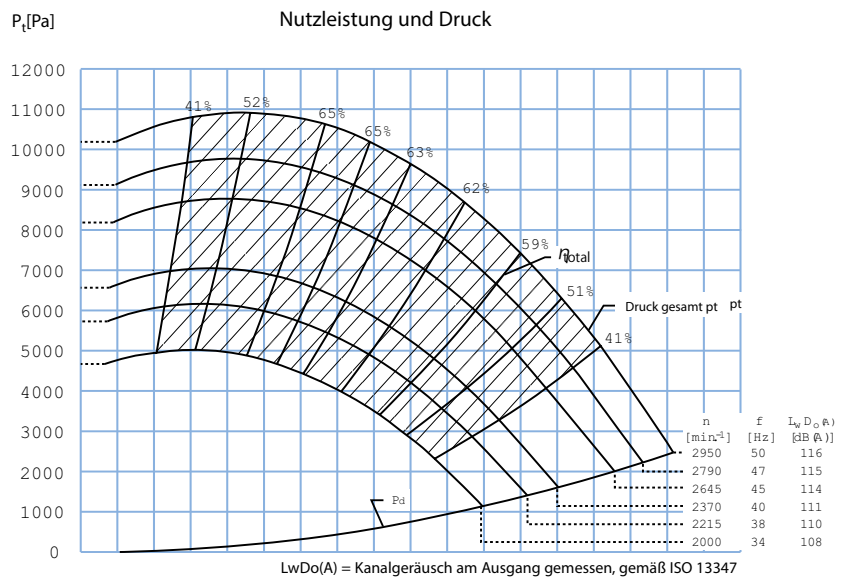 Nutzleistung und Druck
Pt[Pa]
12000
11000
10000
9000
8000
7000
6000
5000
4000
3000
2000
1000
0
41%
52%
65%
65%
63%
62%
59%
ηtotal
51%
Druck gesamt pt pt
41%
Pd
n f LwDo(A)
[min-1] [Hz] [dB(A)]
2950 50 116
2790 47 115
2645 45 114
2370 40 111
2215 38 110
2000 34 108
LwDo(A) = Kanalgeräusch am Ausgang gemessen, gemäß ISO 13347